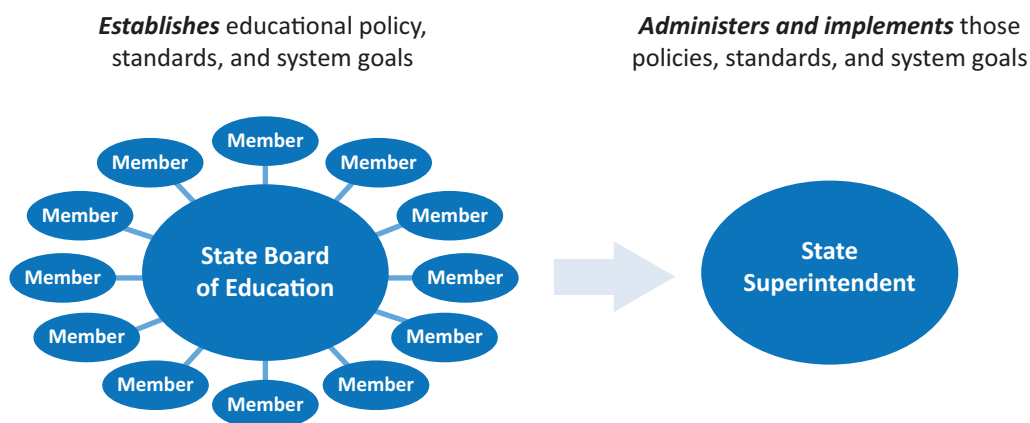 Establishes educational policy,
standards, and system goals
Administers and implements those
policies, standards, and system goals
Member
Member
Member
Member
Member
Member
Member
Member
Member
Member
Member
Member
State Board
of Education
State
Superintendent